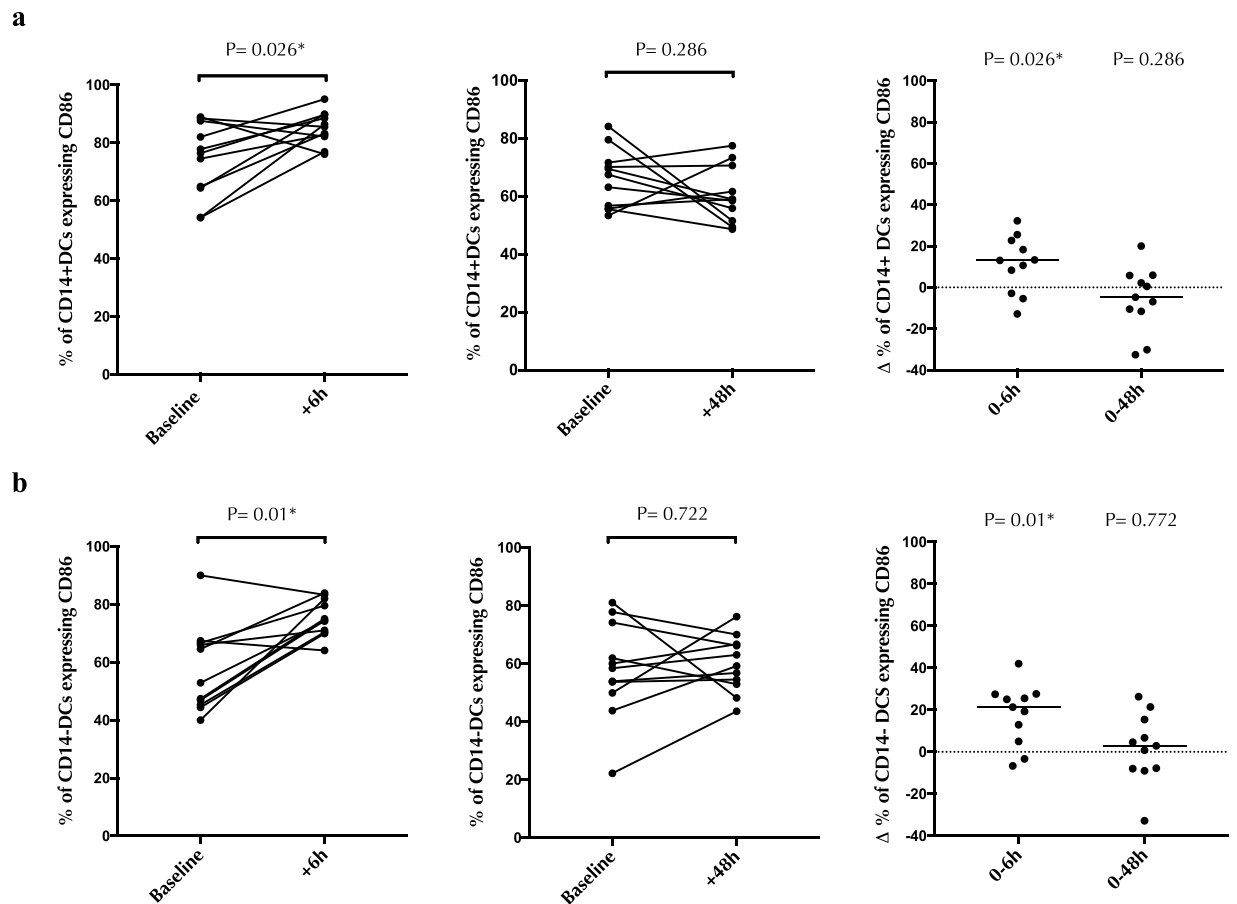 a
P= 0.026*
% of CD14+DCs expressing CD86
100
80
60
40
20
0
Baseline
+6h
P= 0.286
% of CD14+DCs expressing CD86
100
80
60
40
20
0
Baseline
+48h
P= 0.026*
P= 0.286
Δ % of CD14+ DCs expressing CD86
100
80
60
40
20
0
-20
-40
0-6h
0-48h
b
P= 0.01*
% of CD14-DCs expressing CD86
100
80
60
40
20
0
Baseline
+6h
P= 0.722
% of CD14-DCs expressing CD86
100
80
60
40
20
0
Baseline
+48h
P= 0.01*
P= 0.772
Δ % of CD14- DCS expressing CD86
100
80
60
40
20
0
-20
-40
0-6h
0-48h